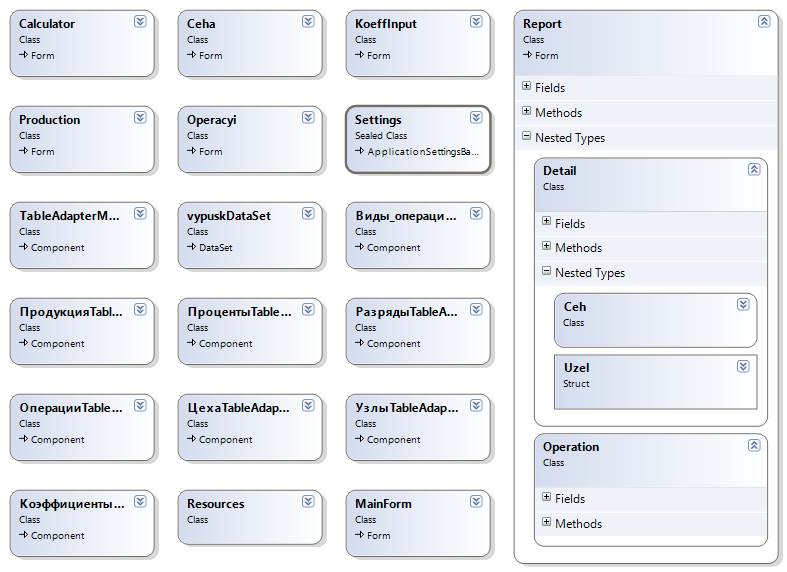 Calculator
Class
Form
Ceha
Class
Form
KoeffInput
Class
Form
Production
Class
Form
Operacyi
Class
Form
Settings
Sealed Class
ApplicationSettingsBa...
TableAdapterM...
Class
Component
vypuskDataSet
Class
DataSet
Виды_операци...
Class
Component
ПродукцияTabl...
Class
Component
ПроцентыTable...
Class
Component
РазрядыTableA...
Class
Component
ОперацииTable...
Class
Component
ЦехаTableAdap...
Class
Component
УзлыTableAdap...
Class
Component
Коэффициенты...
Class
Component
Resources
Class
MainForm
Class
Form
Report
Class
Form
Fields
Methods
Nested Types
Detail
Class
Fields
Methods
Nested Types
Ceh
Class
Uzel
Struct
Operation
Class
Fields
Methods